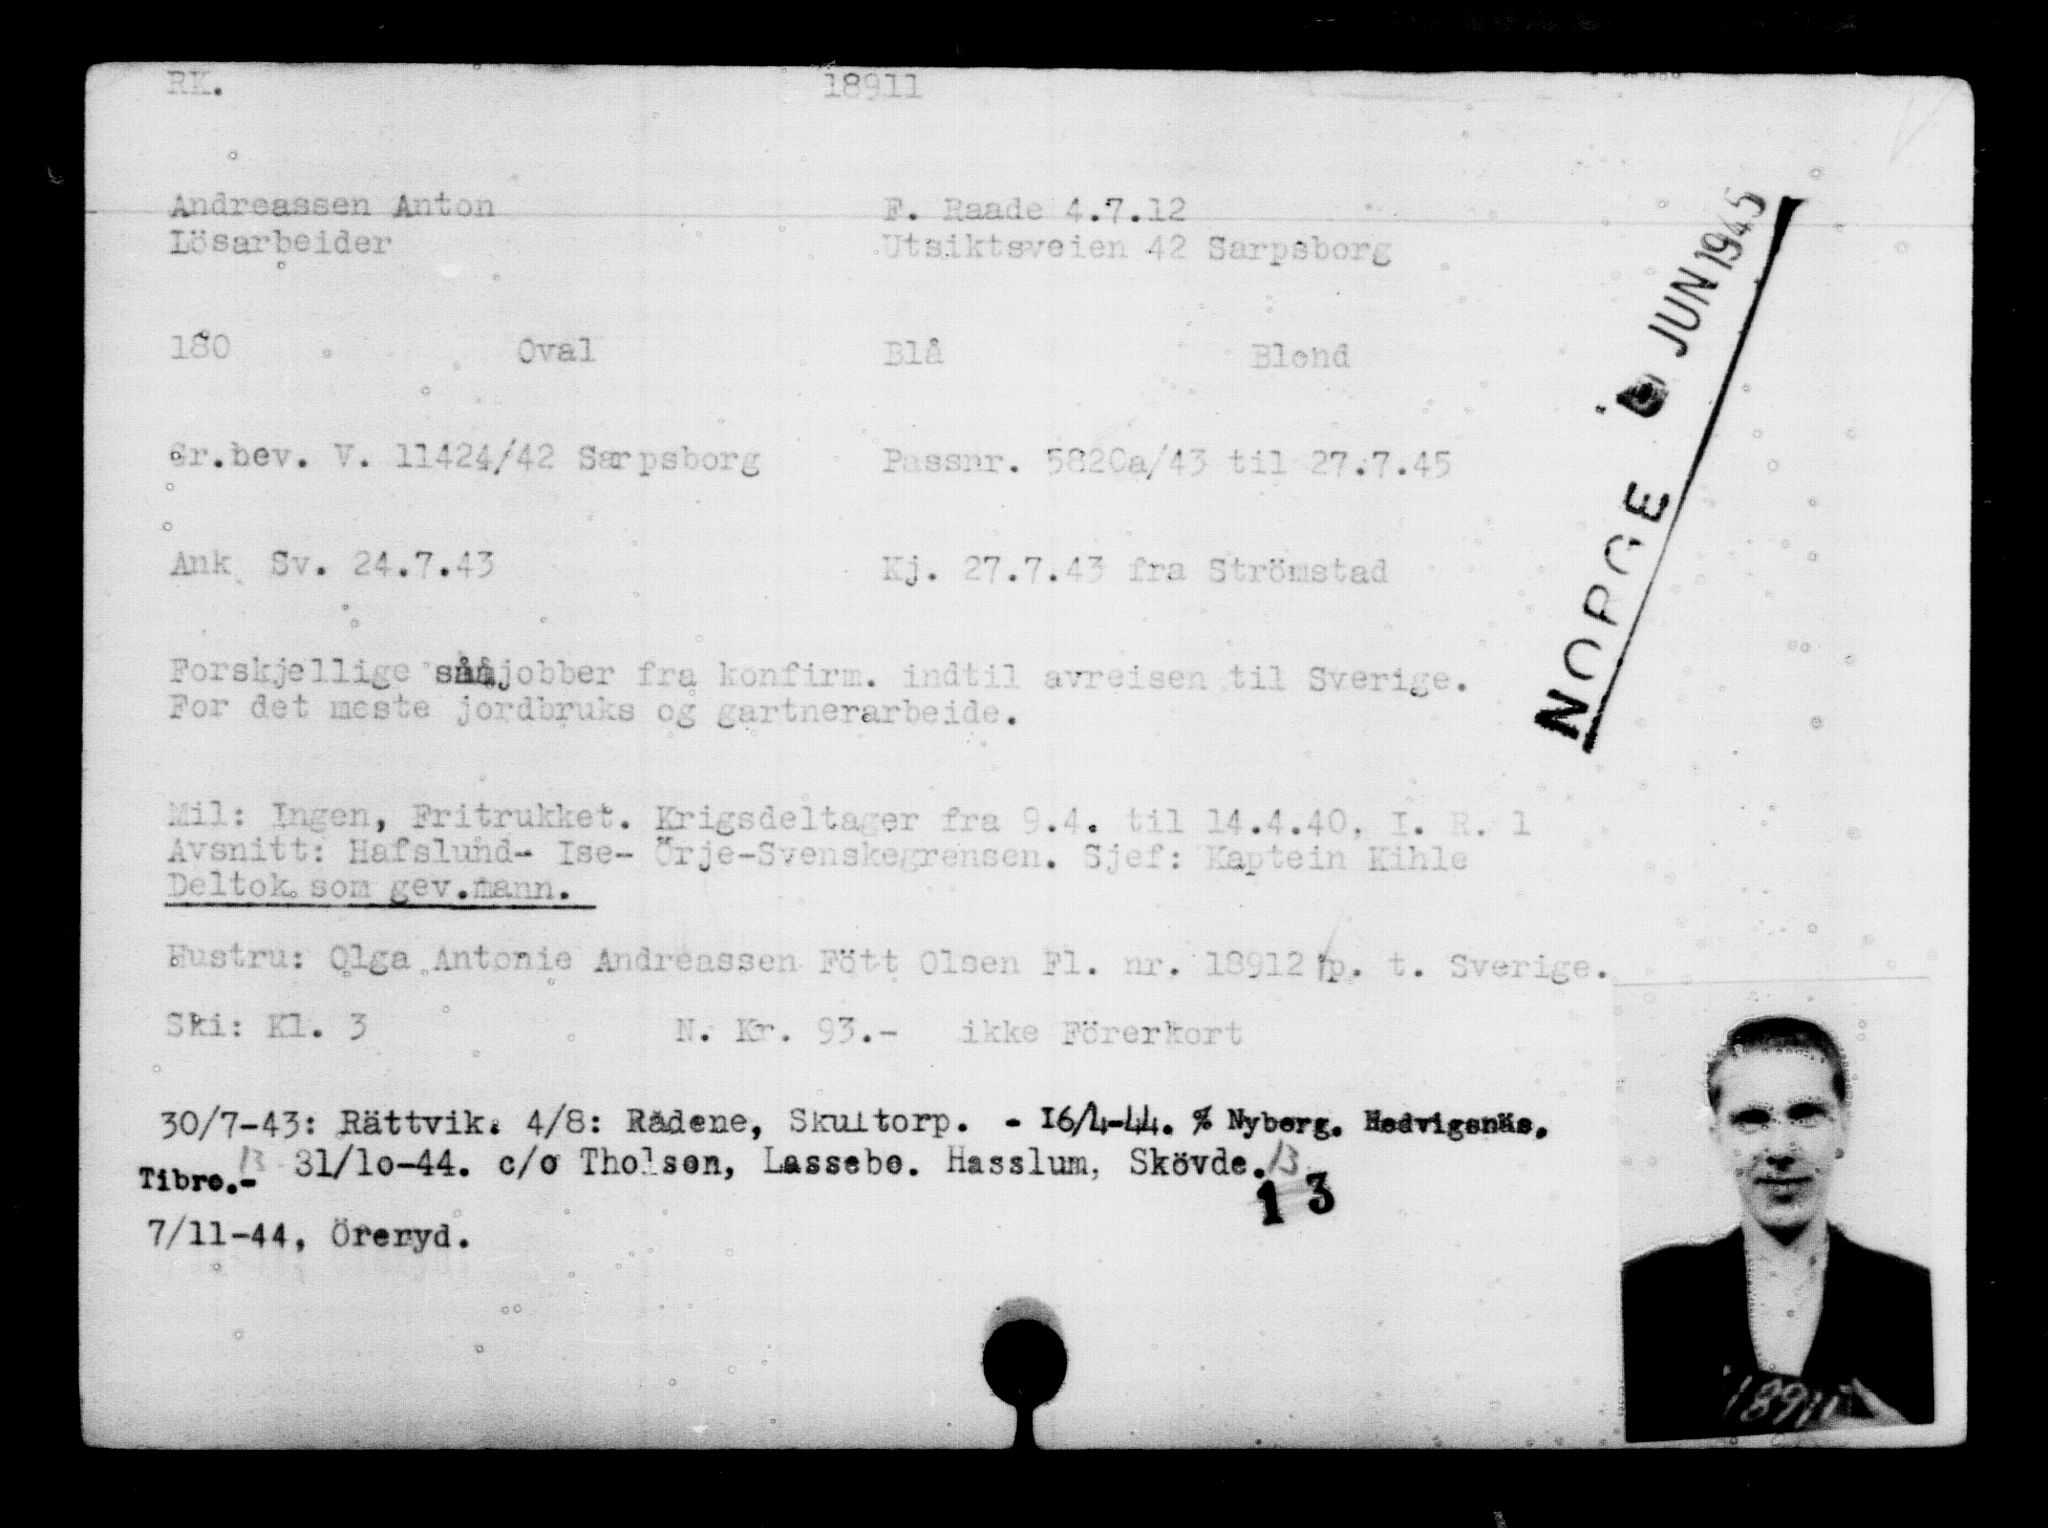 RK. 18911
Andreassen Anton F. Raade 4.7.12
Lösarbeider Utsiktsveien 42 Sarpsborg
180 Oval Blå Blond
Gr.bev. V. 11424/42 Sarpsborg Passnr. 5820a/43 til 27.7.45
Ank Sv. 24.7.43 Kj. 27.7.43 fra Strömstad
Forskjellige småjobber fra konfirm. indtil avreisen til Sverige.
For det meste jordbruks og gartnerarbeide.
Mil: Ingen, Fritrukket. Krigsdeltager fra 9.4. til 14.4.40, I. R. 1
Avsnitt: Hafslund- Ise- Örje-Svenskegrensen. Sjef: Kaptein Kihle
Deltok som gev.mann.
Hustru: Olga Antonie Andreassen Fött Olsen Fl. nr. 18912 p. t. Sverige.
Ski: Kl. 3 N. Kr. 93.- ikke Förerkort
30/7-43: Rättvik. 4/8: Rådene, Skultorp. - 16/4-44. % Nyberg. Hedvigsnäs.
Tibro.- 13 31/10-44. c/o Tholsen, Lassebo. Hasslum, Skövde. 13
1 3
7/11-44, Öreryd.
NORGE JUN 1945
18911